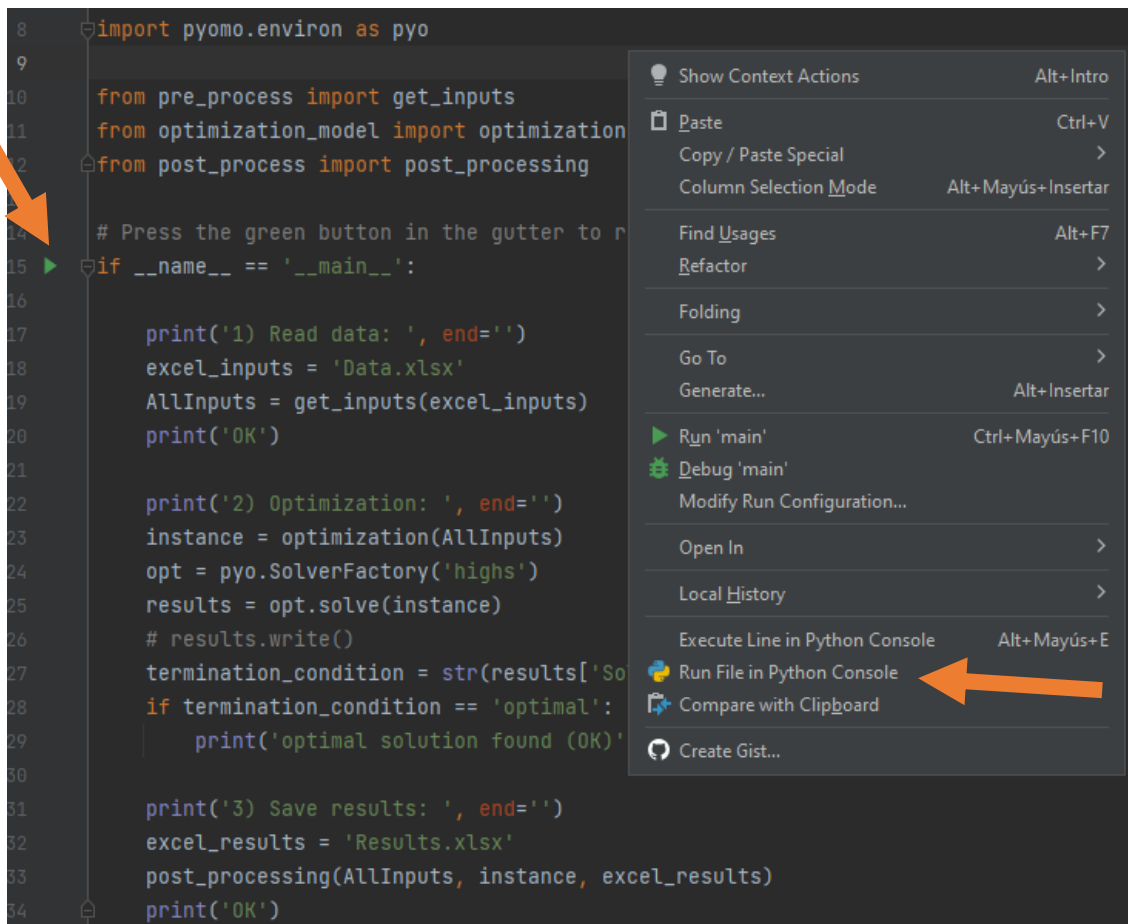 8 import pyomo.environ as pyo
9
10 from pre_process import get_inputs
11 from optimization_model import optimization
12 from post_process import post_processing
14 # Press the green button in the gutter to r
15 if __name__ == '__main__':
16
17 print('1) Read data: ', end='')
18 excel_inputs = 'Data.xlsx'
19 AllInputs = get_inputs(excel_inputs)
20 print('OK')
21
22 print('2) Optimization: ', end='')
23 instance = optimization(AllInputs)
24 opt = pyo.SolverFactory('highs')
25 results = opt.solve(instance)
26 # results.write()
27 termination_condition = str(results['So
28 if termination_condition == 'optimal':
29 print('optimal solution found (OK)'
30
31 print('3) Save results: ', end='')
32 excel_results = 'Results.xlsx'
33 post_processing(AllInputs, instance, excel_results)
34 print('OK')
Show Context Actions Alt+Intro
Paste Ctrl+V
Copy / Paste Special
Column Selection Mode Alt+Mayús+Insertar
Find Usages Alt+F7
Refactor
Folding
Go To
Generate... Alt+Insertar
Run 'main' Ctrl+Mayús+F10
Debug 'main'
Modify Run Configuration...
Open In
Local History
Execute Line in Python Console Alt+Mayús+E
Run File in Python Console
Compare with Clipboard
Create Gist...